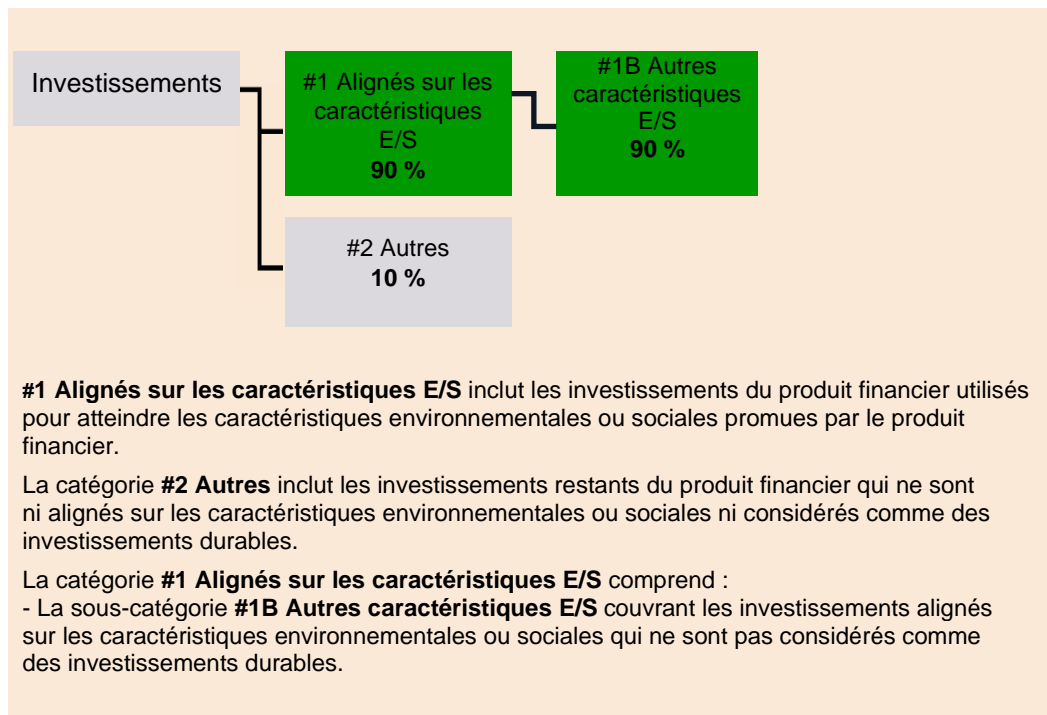 Investissements
#1 Alignés sur les
caractéristiques
E/S
90 %
#1B Autres
caractéristiques
E/S
90 %
#2 Autres
10 %
#1 Alignés sur les caractéristiques E/S inclut les investissements du produit financier utilisés
pour atteindre les caractéristiques environnementales ou sociales promues par le produit
financier.
La catégorie #2 Autres inclut les investissements restants du produit financier qui ne sont
ni alignés sur les caractéristiques environnementales ou sociales ni considérés comme des
investissements durables.
La catégorie #1 Alignés sur les caractéristiques E/S comprend :
- La sous-catégorie #1B Autres caractéristiques E/S couvrant les investissements alignés
sur les caractéristiques environnementales ou sociales qui ne sont pas considérés comme
des investissements durables.